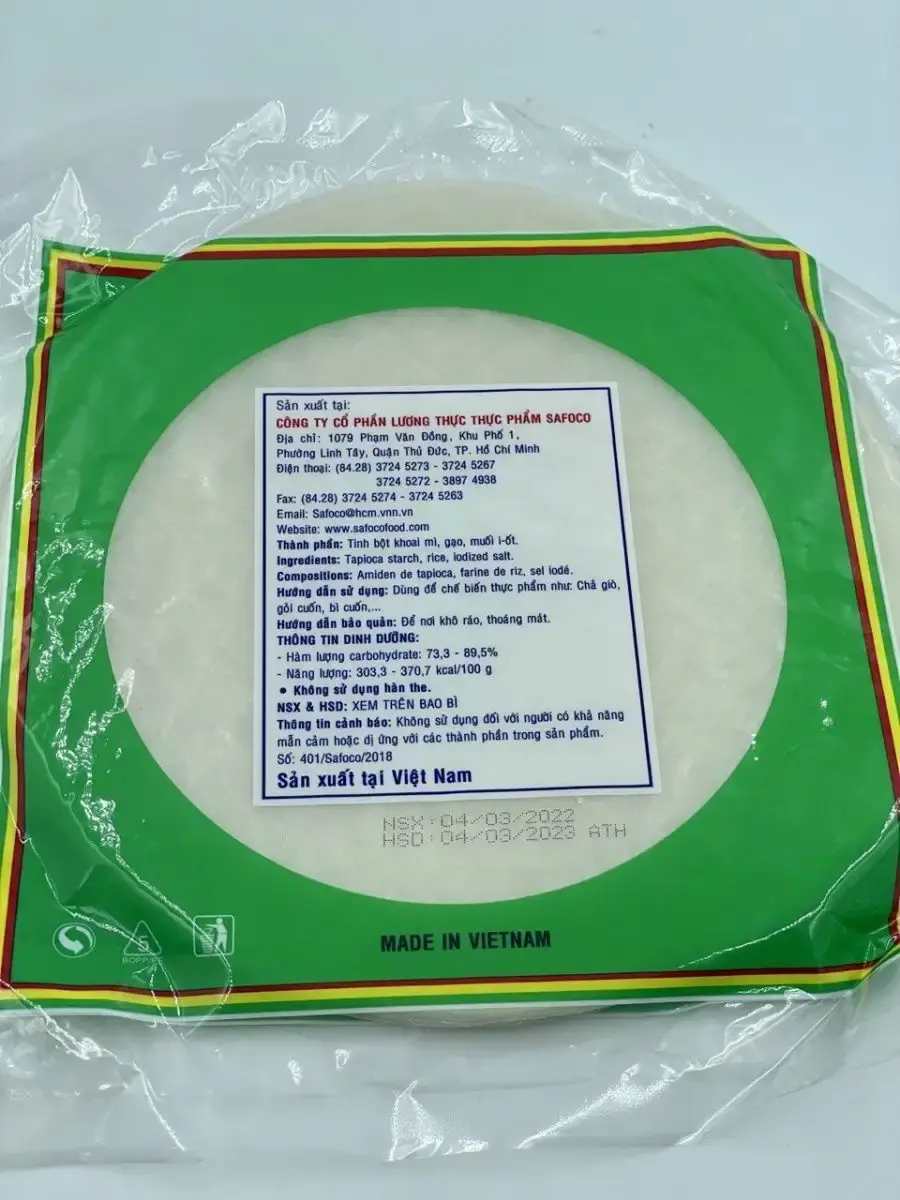 Sản xuất tại:
CÔNG TY CỔ PHẦN LƯƠNG THỰC THỰC PHẨM SAFOCO
Địa chỉ: 1079 Phạm Văn Đồng, Khu Phố 1,
Phường Linh Tây, Quận Thủ Đức, TP. Hồ Chí Minh
Điện thoại: (84.28) 3724 5273 - 3724 5267
3724 5272 - 3897 4938
Fax: (84.28) 3724 5274 - 3724 5263
Email: Safoco@hcm.vnn.vn
Website: www.safocofood.com
Thành phần: Tinh bột khoai mì, gạo, muối i-ốt.
Ingredients: Tapioca starch, rice, iodized salt.
Compositions: Amiden de tapioca, farine de riz, sel iodé.
Hướng dẫn sử dụng: Dùng để chế biến thực phẩm như: Chả giò,
gỏi cuốn, bì cuốn,...
Hướng dẫn bảo quản: Để nơi khô ráo, thoáng mát.
THÔNG TIN DINH DƯỠNG:
- Hàm lượng carbohydrate: 73,3 - 89,5%
- Năng lượng: 303,3 - 370,7 kcal/100 g
• Không sử dụng hàn the.
NSX & HSD: XEM TRÊN BAO BÌ
Thông tin cảnh báo: Không sử dụng đối với người có khả năng
mẫn cảm hoặc dị ứng với các thành phần trong sản phẩm.
Số: 401/Safoco/2018
Sản xuất tại Việt Nam
NSX:04/03/2022
HSD:04/03/2023 ATH
5
BOPP/PE
MADE IN VIETNAM